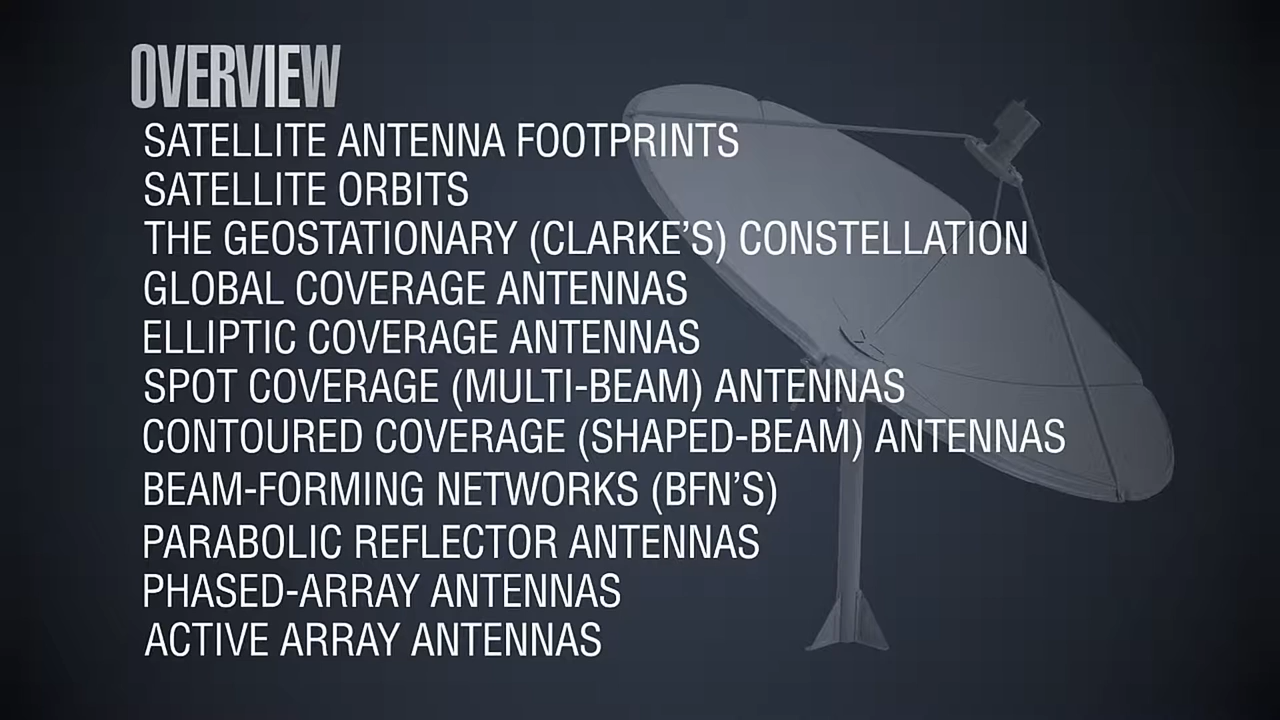 OVERVIEW
SATELLITE ANTENNA FOOTPRINTS
SATELLITE ORBITS
THE GEOSTATIONARY (CLARKE’S) CONSTELLATION
GLOBAL COVERAGE ANTENNAS
ELLIPTIC COVERAGE ANTENNAS
SPOT COVERAGE (MULTI-BEAM) ANTENNAS
CONTOURED COVERAGE (SHAPED-BEAM) ANTENNAS
BEAM-FORMING NETWORKS (BFN’S)
PARABOLIC REFLECTOR ANTENNAS
PHASED-ARRAY ANTENNAS
ACTIVE ARRAY ANTENNAS